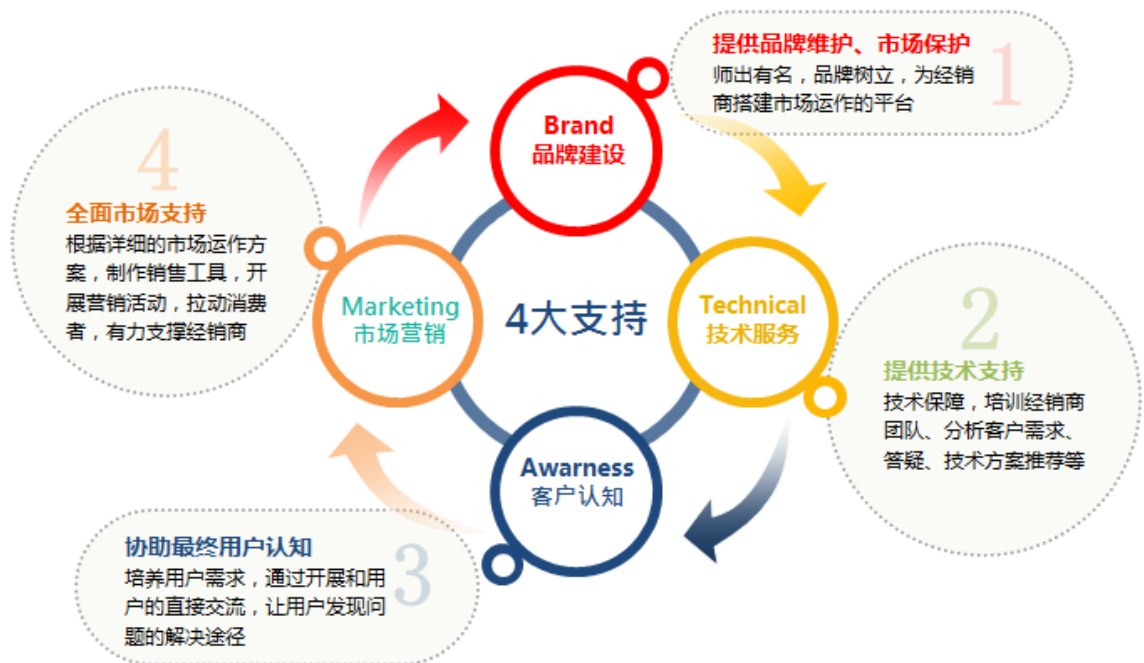 提供品牌维护、市场保护
师出有名，品牌树立，为经销
商搭建市场运作的平台
1
Brand
品牌建设
4
全面市场支持
根据详细的市场运作方
案，制作销售工具，开
展营销活动，拉动消费
者，有力支撑经销商
Marketing
市场营销
4大支持
Technical
技术服务
2
提供技术支持
技术保障，培训经销商
团队、分析客户需求、
答疑、技术方案推荐等
Awarness
客户认知
3
协助最终用户认知
培养用户需求，通过开展和用
户的直接交流，让用户发现问
题的解决途径